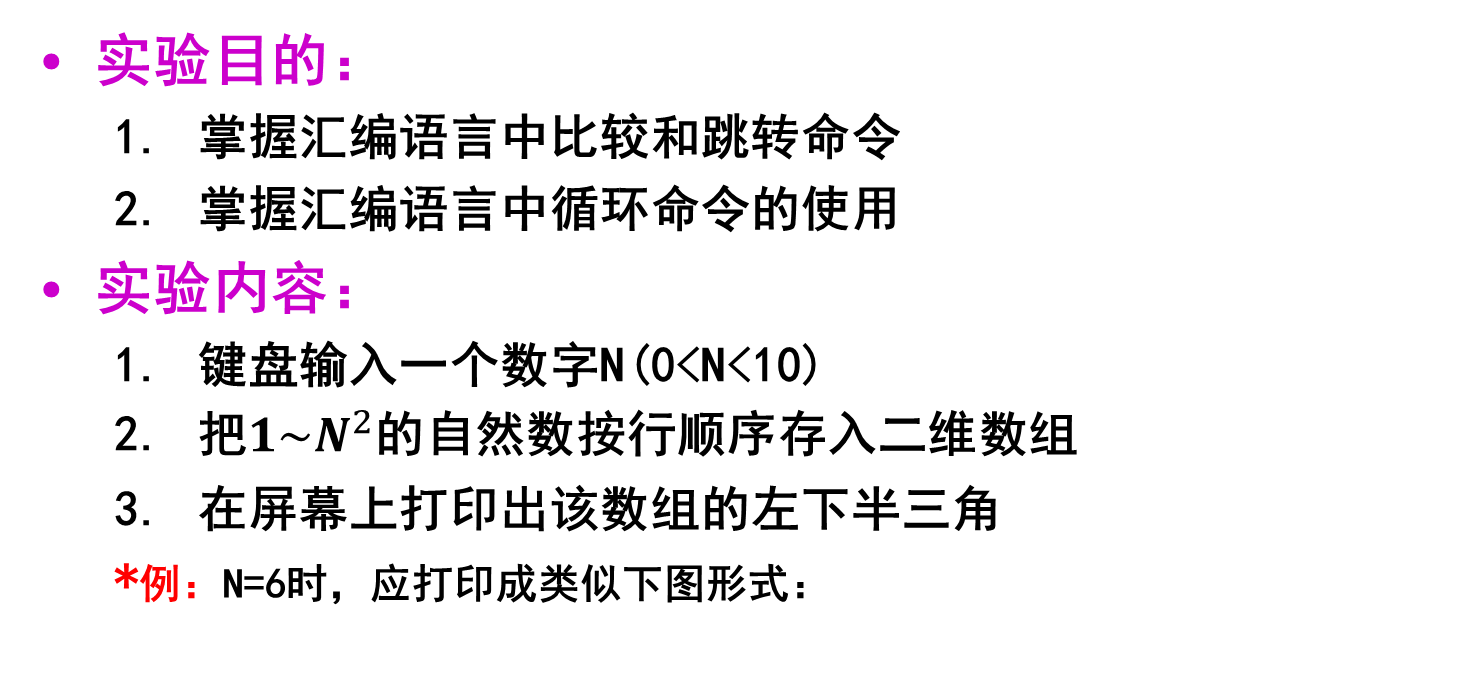 • 实验目的：
1. 掌握汇编语言中比较和跳转命令
2. 掌握汇编语言中循环命令的使用
• 实验内容：
1. 键盘输入一个数字N(0<N<10)
2. 把1~N²的自然数按行顺序存入二维数组
3. 在屏幕上打印出该数组的左下半三角
*例：N=6时，应打印成类似下图形式：